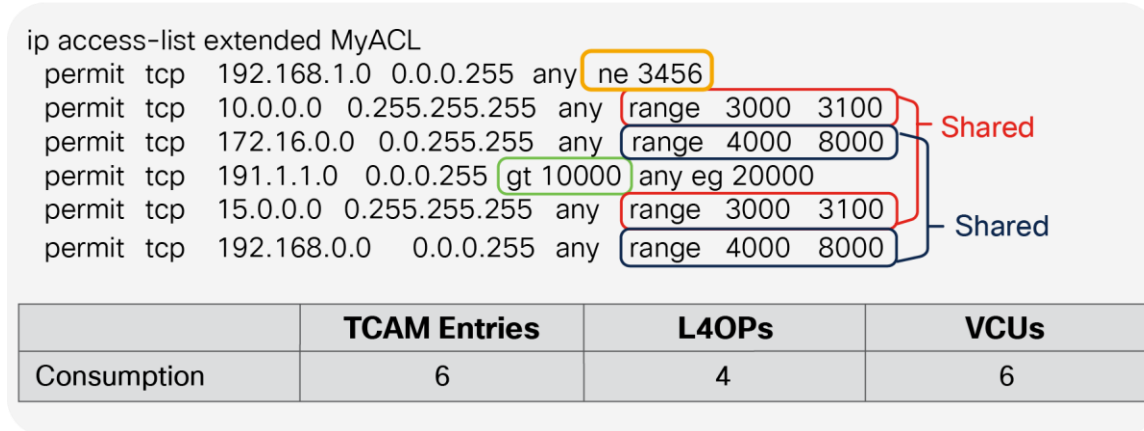 ip access-list extended MyACL
permit tcp 192.168.1.0 0.0.0.255 any ne 3456
permit tcp 10.0.0.0 0.255.255.255 any range 3000 3100
Shared
permit tcp 172.16.0.0 0.0.255.255 any range 4000 8000
permit tcp 191.1.1.0 0.0.0.255 gt 10000 any eg 20000
permit tcp 15.0.0.0 0.255.255.255 any range 3000 3100
Shared
permit tcp 192.168.0.0 0.0.0.255 any range 4000 8000
TCAM Entries L4OPs VCUs
Consumption 6 4 6